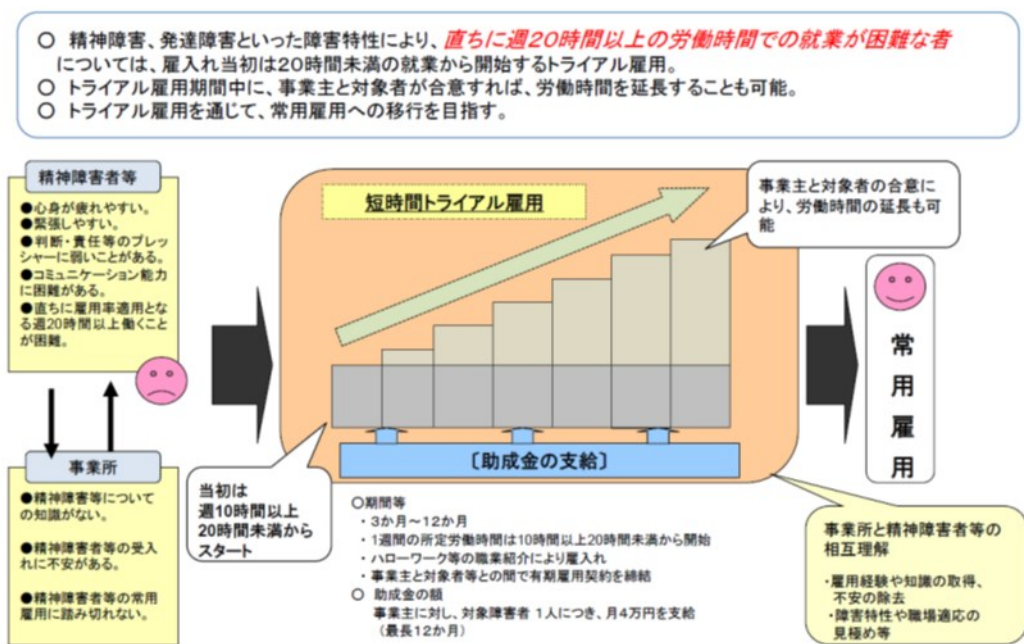 ○ 精神障害、発達障害といった障害特性により、直ちに週20時間以上の労働時間での就業が困難な者
については、雇入れ当初は20時間未満の就業から開始するトライアル雇用。
○ トライアル雇用期間中に、事業主と対象者が合意すれば、労働時間を延長することも可能。
○ トライアル雇用を通じて、常用雇用への移行を目指す。
精神障害者等
●心身が疲れやすい。
●緊張しやすい。
●判断・責任等のプレッ
シャーに弱いことがある。
●コミュニケーション能力
に困難がある。
●直ちに雇用率適用とな
る週20時間以上働くこと
が困難。
事業所
●精神障害等について
の知識がない。
●精神障害者等の受入
れに不安がある。
●精神障害者等の常用
雇用に踏み切れない。
短時間トライアル雇用
事業主と対象者の合意に
より、労働時間の延長も可
能
〔助成金の支給〕
当初は
週10時間以上
20時間未満から
スタート
○期間等
・3か月～12か月
・1週間の所定労働時間は10時間以上20時間未満から開始
・ハローワーク等の職業紹介により雇入れ
・事業主と対象者等との間で有期雇用契約を締結
○ 助成金の額
事業主に対し、対象障害者 1人につき、月4万円を支給
(最長12か月)
常用雇用
事業所と精神障害者等の
相互理解
・雇用経験や知識の取得、
不安の除去
・障害特性や職場適応の
見極め等